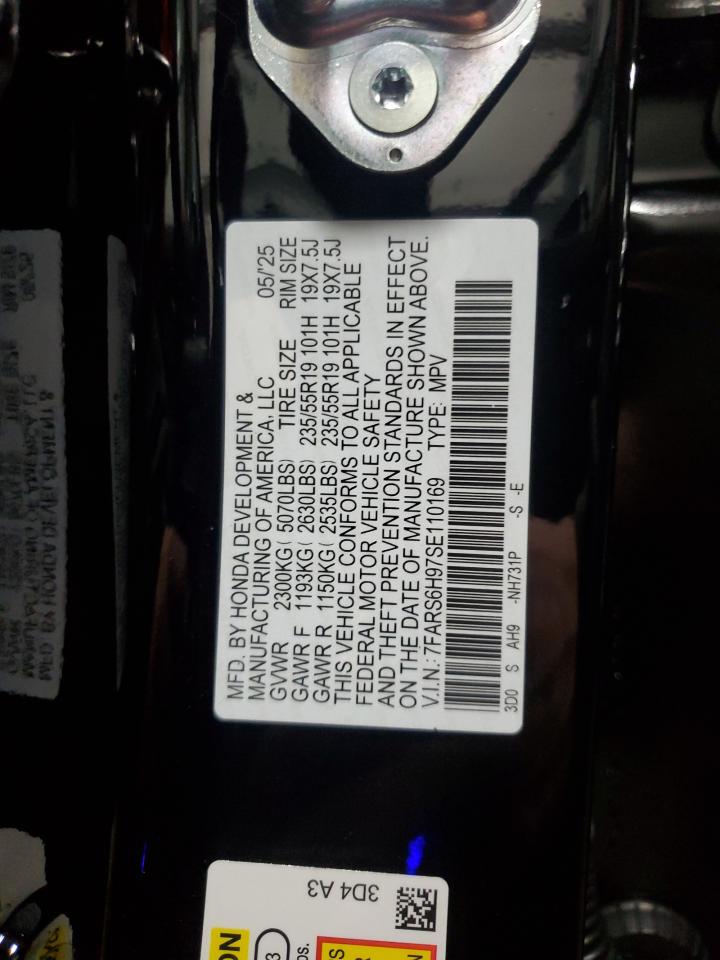 MFD. BY HONDA DEVELOPMENT &
MANUFACTURING OF AMERICA, LLC 05/'25
GVWR 2300KG( 5070LBS) TIRE SIZE RIM SIZE
GAWR F 1193KG( 2630LBS) 235/55R19 101H 19X7.5J
GAWR R 1150KG( 2535LBS) 235/55R19 101H 19X7.5J
THIS VEHICLE CONFORMS TO ALL APPLICABLE
FEDERAL MOTOR VEHICLE SAFETY
AND THEFT PREVENTION STANDARDS IN EFFECT
ON THE DATE OF MANUFACTURE SHOWN ABOVE.
V.I.N.: 7FARS6H97SE110169 TYPE: MPV
3D0 S AH9 -NH731P -S -E
3D4 A3
ON
3
os.
S
N